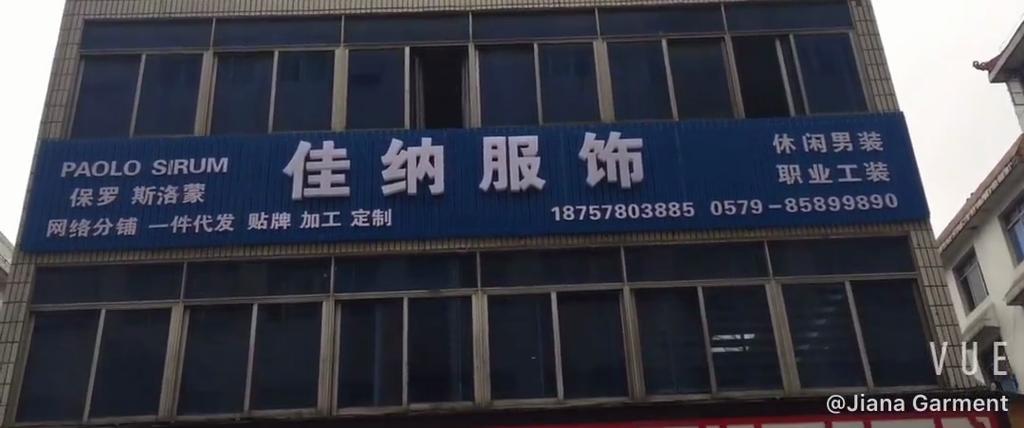 PAOLO SIRUM
保罗 斯洛蒙
网络分铺 一件代发 贴牌 加工 定制
佳纳服饰
休闲男装
职业工装
18757803885 0579-85899890
VUE
@Jiana Garment